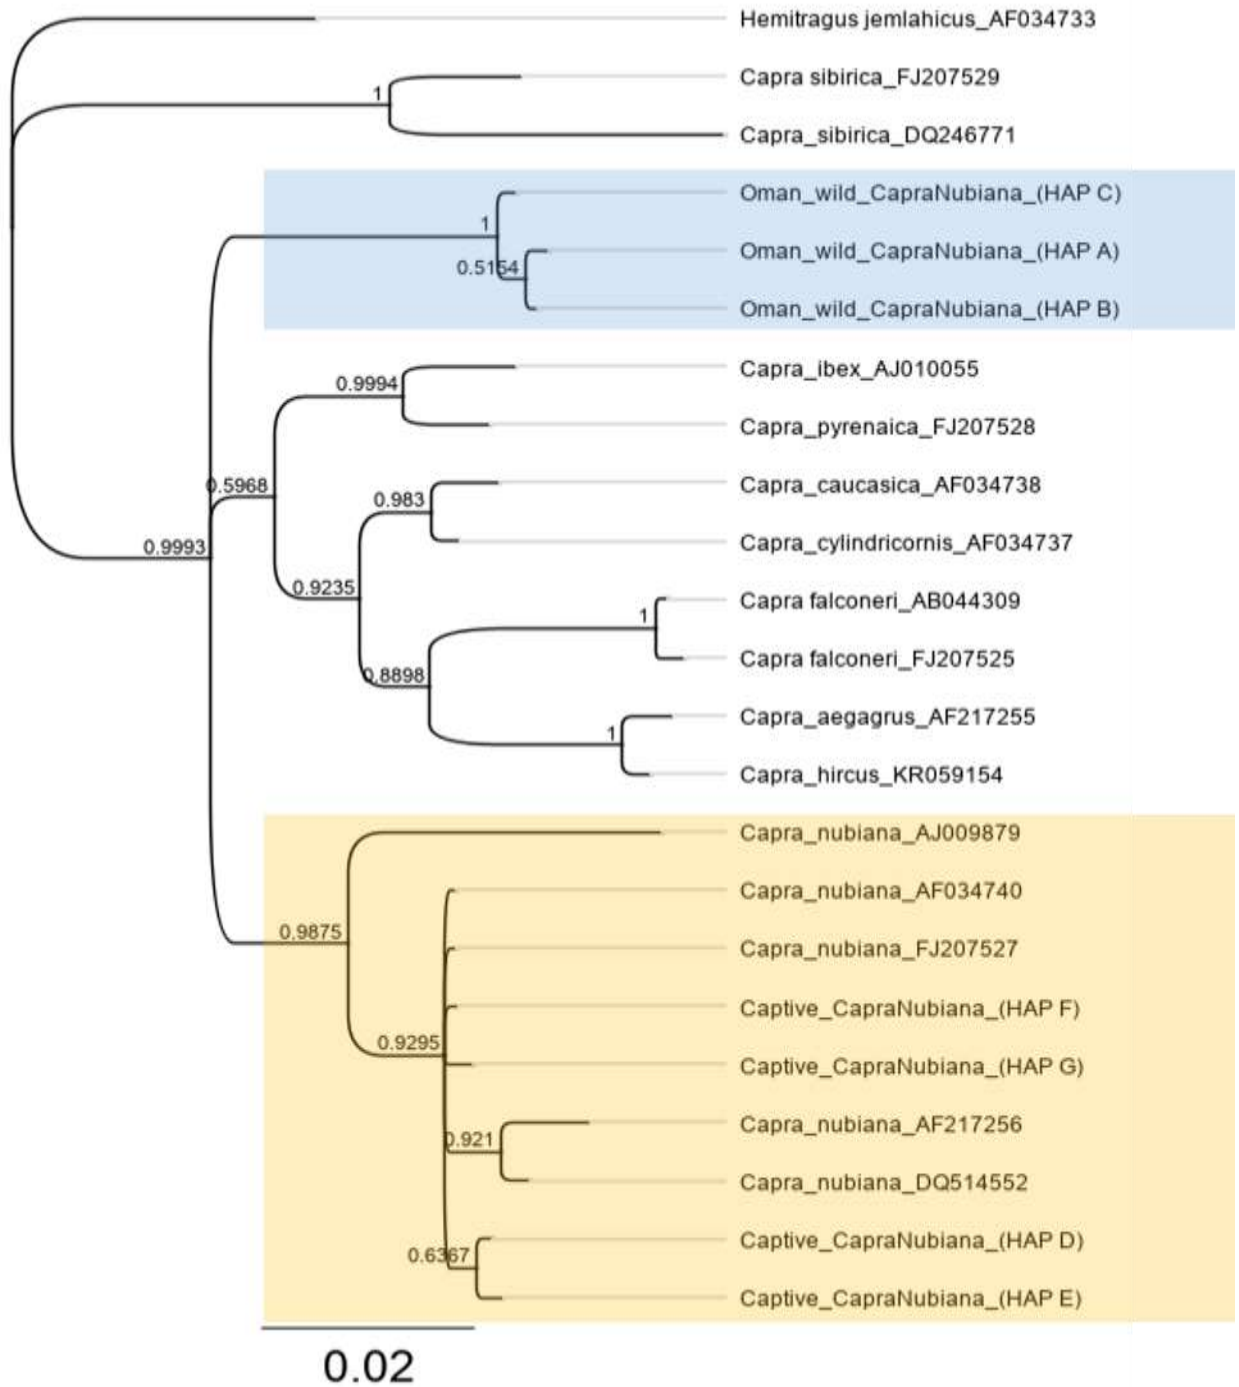 Hemitragus jemlahicus_AF034733
Capra sibirica_FJ207529
1
Capra_sibirica_DQ246771
Oman_wild_CapraNubiana_(HAP C)
1
Oman_wild_CapraNubiana_(HAP A)
0.5154
Oman_wild_CapraNubiana_(HAP B)
Capra_ibex_AJ010055
0.9994
Capra_pyrenaica_FJ207528
Capra_caucasica_AF034738
0.5968
0.983
Capra_cylindricornis_AF034737
0.9993
0.9235
Capra falconeri_AB044309
1
Capra falconeri_FJ207525
0.8898
Capra_aegagrus_AF217255
1
Capra_hircus_KR059154
Capra_nubiana_AJ009879
Capra_nubiana_AF034740
0.9875
Capra_nubiana_FJ207527
Captive_CapraNubiana_(HAP F)
0.9295
Captive_CapraNubiana_(HAP G)
Capra_nubiana_AF217256
0.921
Capra_nubiana_DQ514552
Captive_CapraNubiana_(HAP D)
0.6367
Captive_CapraNubiana_(HAP E)
0.02